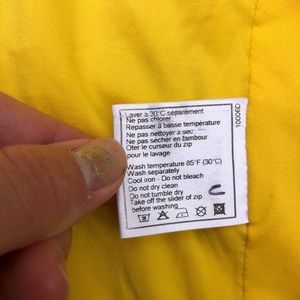 Laver à 30°C séparément
Ne pas chlorer
Repasser à basse température
Ne pas nettoyer à sec
Ne pas sécher en tambour
Oter le curseur du zip
pour le lavage
Wash temperature 85°F (30°C)
Wash separately
Cool iron - Do not bleach
Do not dry clean
Do not tumble dry
Take off the slider of zip
before washing